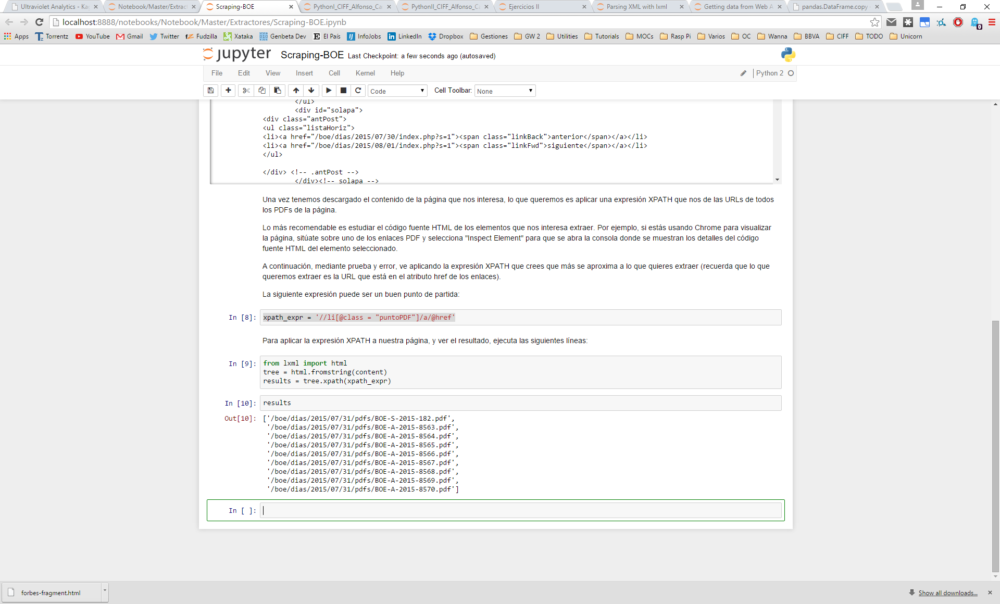 Ultraviolet Analytics - Ka
Notebook/Master/Extrac
Scraping-BOE
PythonI_CIFF_Alfonso_Ca
PythonII_CIFF_Alfonso_Ca
Ejercicios II
Parsing XML with lxml
Getting data from Web A
pandas.DataFrame.copy -
localhost:8888/notebooks/Notebook/Master/Extractores/Scraping-BOE.ipynb
Apps Torrentz YouTube Gmail Twitter Fudzilla Xataka Genbeta Dev El País InfoJobs LinkedIn Dropbox Gestiones GW 2 Utilities Tutorials MOCs Rasp Pi Varios OC Wanna BBVA CIFF TODO Unicorn
jupyter Scraping-BOE Last Checkpoint: a few seconds ago (autosaved)
File Edit View Insert Cell Kernel Help Python 2
Code Cell Toolbar: None
</ul>
<div id="solapa">
<div class="antPost">
<ul class="listaHoriz">
<li><a href="/boe/dias/2015/07/30/index.php?s=1"><span class="linkBack">anterior</span></a></li>
<li><a href="/boe/dias/2015/08/01/index.php?s=1"><span class="linkFwd">siguiente</span></a></li>
</ul>
</div> <!-- .antPost -->
</div><!-- solapa -->
Una vez tenemos descargado el contenido de la página que nos interesa, lo que queremos es aplicar una expresión XPATH que nos de las URLs de todos
los PDFs de la página.
Lo más recomendable es estudiar el código fuente HTML de los elementos que nos interesa extraer. Por ejemplo, si estás usando Chrome para visualizar
la página, sitúate sobre uno de los enlaces PDF y selecciona "Inspect Element" para que se abra la consola donde se muestran los detalles del código
fuente HTML del elemento seleccionado.
A continuación, mediante prueba y error, ve aplicando la expresión XPATH que crees que más se aproxima a lo que quieres extraer (recuerda que lo que
queremos extraer es la URL que está en el atributo href de los enlaces).
La siguiente expresión puede ser un buen punto de partida:
In [8]: xpath_expr = '//li[@class = "puntoPDF"]/a/@href'
Para aplicar la expresión XPATH a nuestra página, y ver el resultado, ejecuta las siguientes líneas:
In [9]: from lxml import html
tree = html.fromstring(content)
results = tree.xpath(xpath_expr)
In [10]: results
Out[10]: ['/boe/dias/2015/07/31/pdfs/BOE-S-2015-182.pdf',
'/boe/dias/2015/07/31/pdfs/BOE-A-2015-8563.pdf',
'/boe/dias/2015/07/31/pdfs/BOE-A-2015-8564.pdf',
'/boe/dias/2015/07/31/pdfs/BOE-A-2015-8565.pdf',
'/boe/dias/2015/07/31/pdfs/BOE-A-2015-8566.pdf',
'/boe/dias/2015/07/31/pdfs/BOE-A-2015-8567.pdf',
'/boe/dias/2015/07/31/pdfs/BOE-A-2015-8568.pdf',
'/boe/dias/2015/07/31/pdfs/BOE-A-2015-8569.pdf',
'/boe/dias/2015/07/31/pdfs/BOE-A-2015-8570.pdf']
In [ ]:
forbes-fragment.html
Show all downloads...